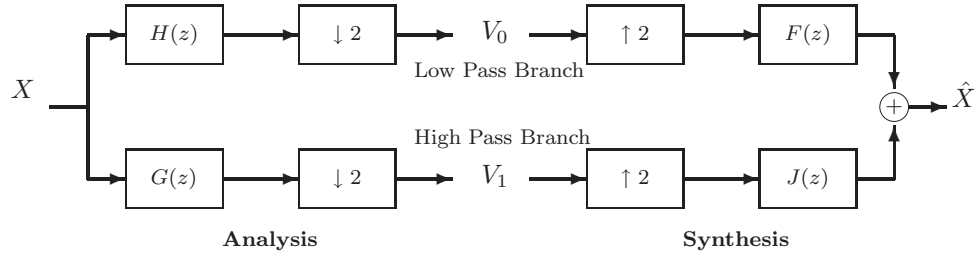 H(z) ↓ 2 V₀ ↑ 2 F(z)
Low Pass Branch
X + X̂
High Pass Branch
G(z) ↓ 2 V₁ ↑ 2 J(z)
Analysis Synthesis